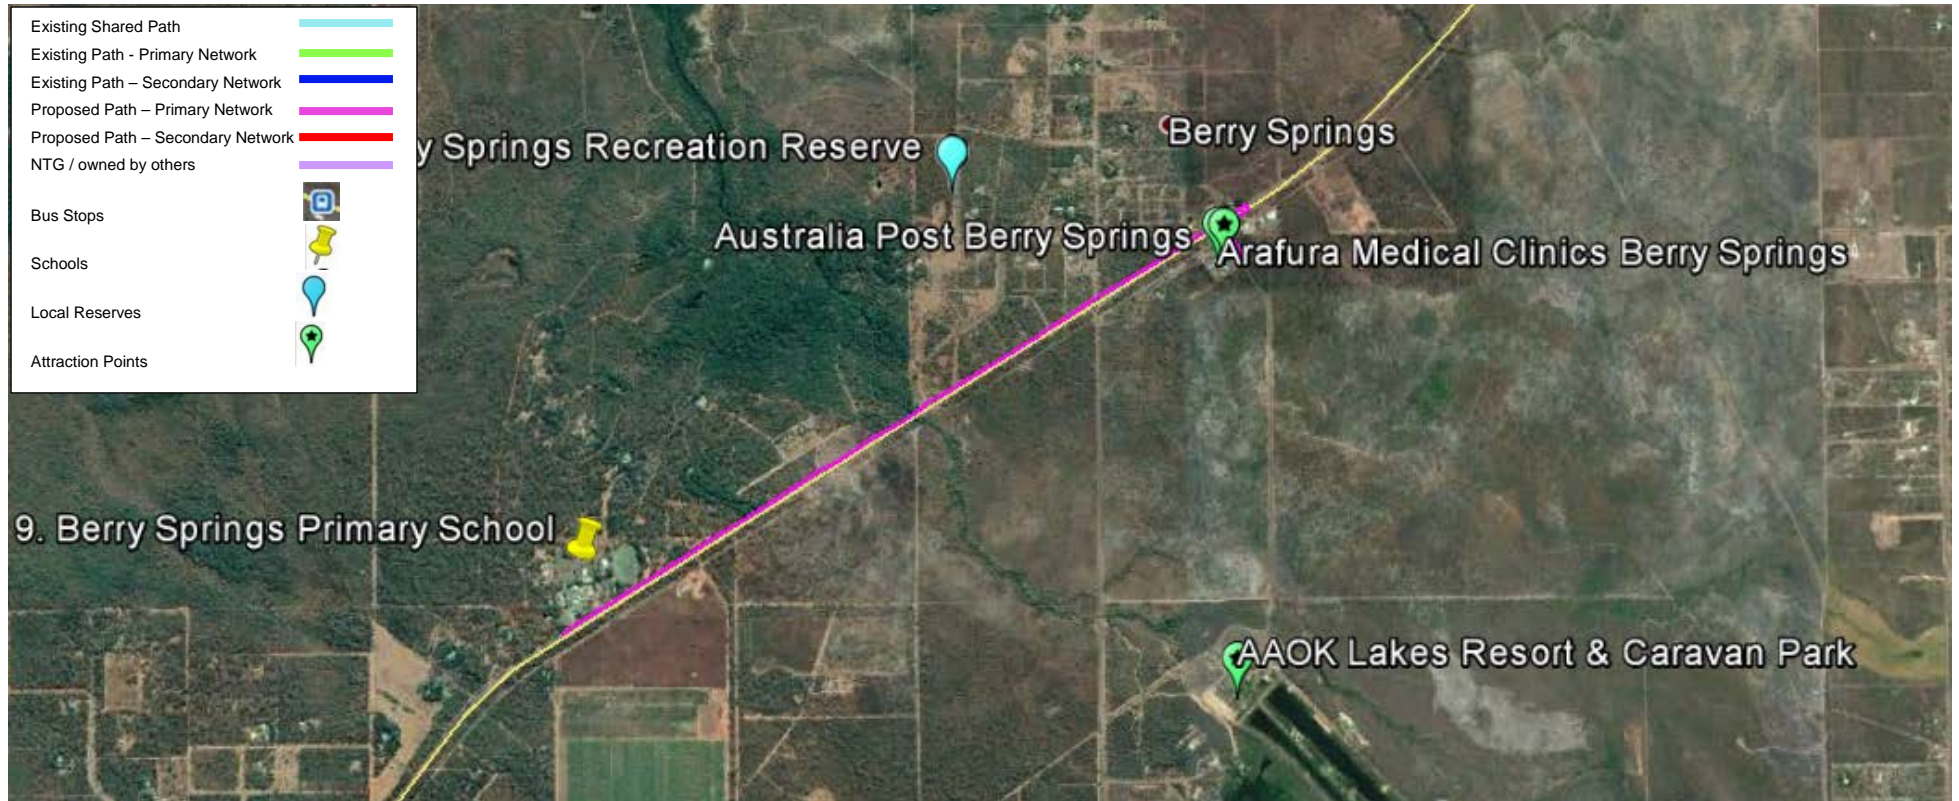 Existing Shared Path
Existing Path - Primary Network
Existing Path – Secondary Network
Proposed Path – Primary Network
Proposed Path – Secondary Network
NTG / owned by others
Bus Stops
Schools
Local Reserves
Attraction Points
y Springs Recreation Reserve
Berry Springs
Australia Post Berry Springs
Arafura Medical Clinics Berry Springs
9. Berry Springs Primary School
AAOK Lakes Resort & Caravan Park